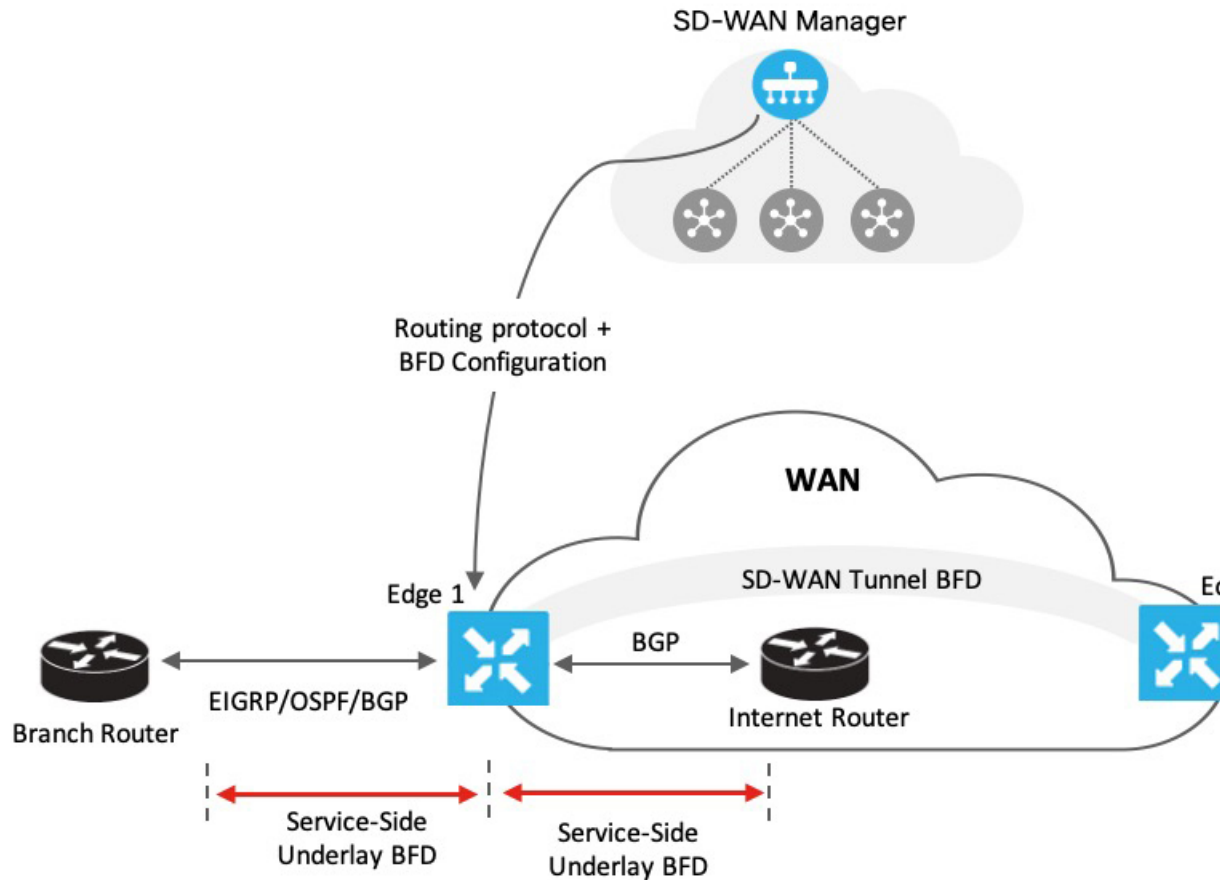 SD-WAN Manager
Routing protocol +
BFD Configuration
WAN
SD-WAN Tunnel BFD
Edge 1
Ed
BGP
EIGRP/OSPF/BGP
Branch Router
Internet Router
Service-Side
Underlay BFD
Service-Side
Underlay BFD